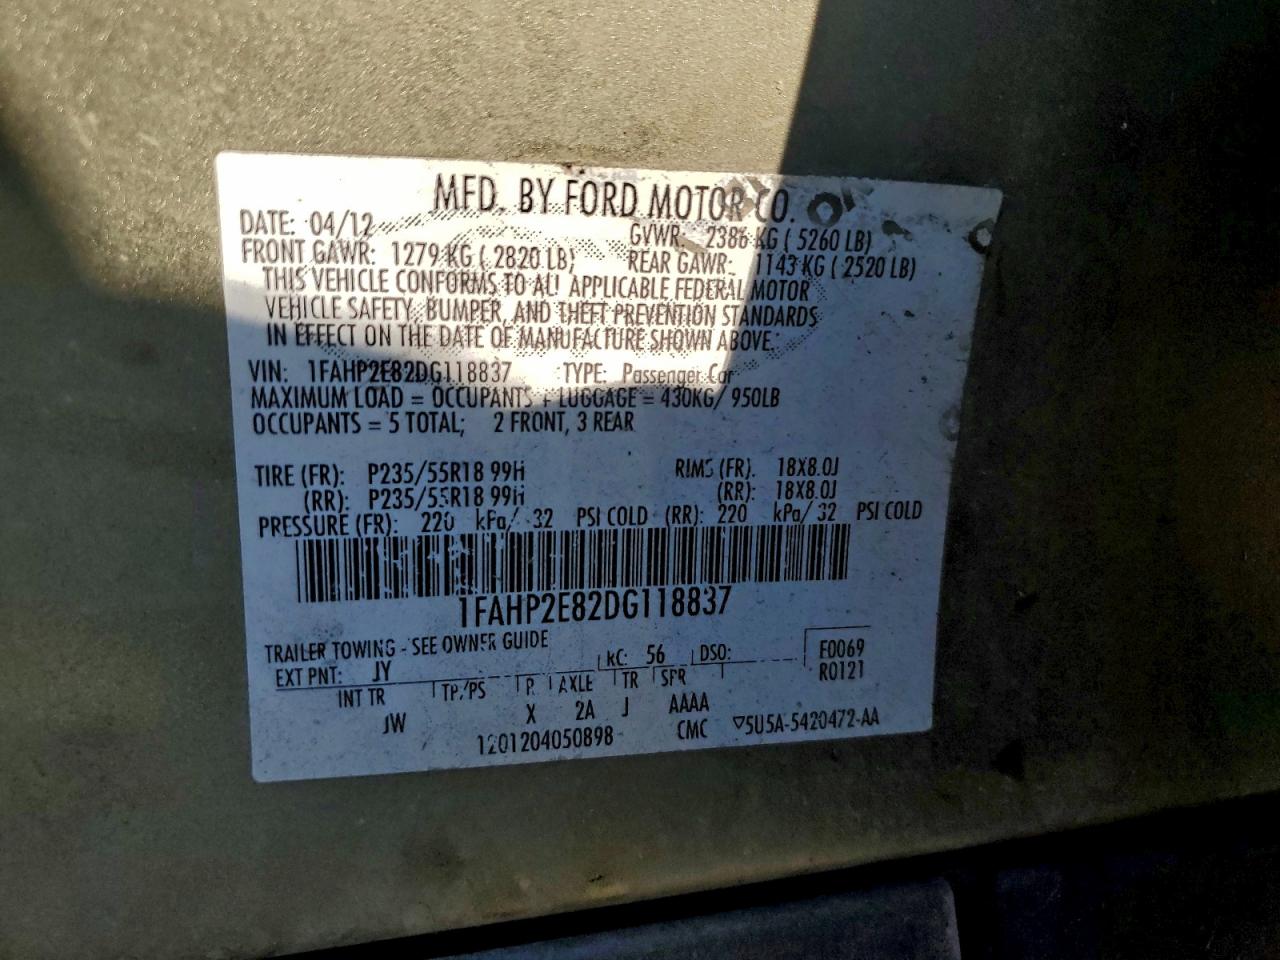 MFD. BY FORD MOTOR CO.
DATE: 04/12 GVWR: 2386 KG ( 5260 LB)
FRONT GAWR: 1279 KG ( 2820 LB) REAR GAWR: 1143 KG ( 2520 LB)
THIS VEHICLE CONFORMS TO ALL APPLICABLE FEDERAL MOTOR
VEHICLE SAFETY, BUMPER, AND THEFT PREVENTION STANDARDS
IN EFFECT ON THE DATE OF MANUFACTURE SHOWN ABOVE.
VIN: 1FAHP2E82DG118837 TYPE: Passenger Car
MAXIMUM LOAD = OCCUPANTS + LUGGAGE = 430KG/ 950LB
OCCUPANTS = 5 TOTAL; 2 FRONT, 3 REAR
TIRE (FR): P235/55R18 99H RIMS (FR). 18X8.0J
(RR): P235/55R18 99H (RR): 18X8.0J
PRESSURE (FR): 220 kPa/ 32 PSI COLD (RR): 220 kPa/ 32 PSI COLD
1FAHP2E82DG118837
TRAILER TOWING - SEE OWNER GUIDE
EXT PNT: JY RC: 56 DSO: F0069
R0121
INT TR TP/PS R AXLE TR SPR
JW X 2A J AAAA
1201204050898 CMC ▽5U5A-5420472-AA